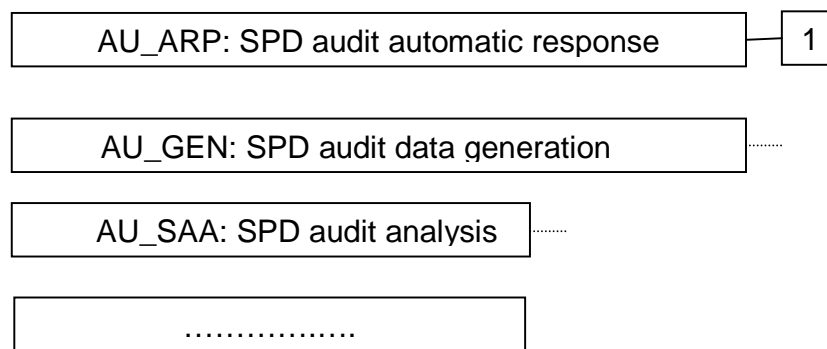 AU_ARP: SPD audit automatic response 1
AU_GEN: SPD audit data generation
AU_SAA: SPD audit analysis
……………….